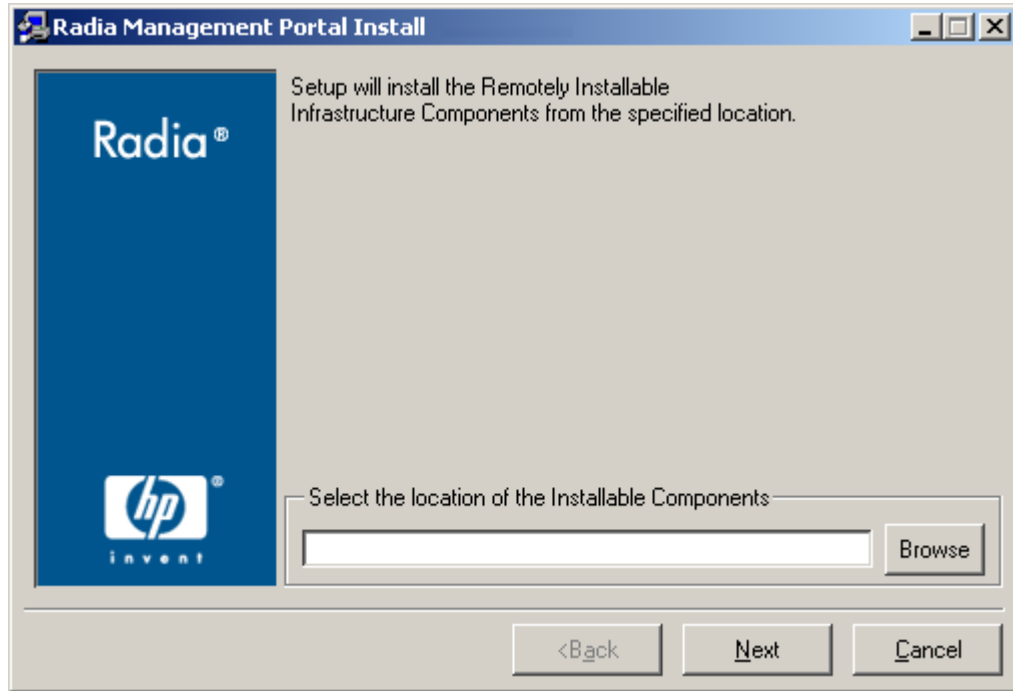 Radia Management Portal Install
Setup will install the Remotely Installable
Infrastructure Components from the specified location.
Radia®
hp®
invent
Select the location of the Installable Components
Browse
<Back
Next
Cancel